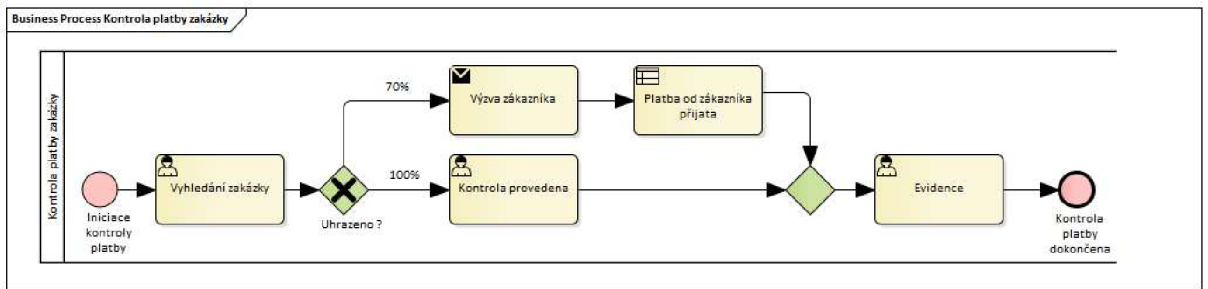 Business Process Kontrola platby zakázky
Kontrola platby zakázky
70%
Výzva zákazníka
Platba od zákazníka
přijata
Vyhledání zakázky
100%
Kontrola provedena
Evidence
Iniciace
kontroly
platby
Uhrazeno ?
Kontrola
platby
dokončena